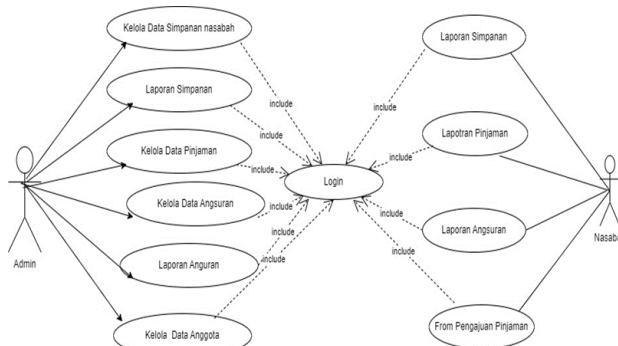 Kelola Data Simpanan nasabah
Laporan Simpanan
Kelola Data Pinjaman
Kelola Data Angsuran
Laporan Anguran
Kelola Data Anggota
Admin
include
include
include
include
include
include
Login
include
include
include
include
Laporan Simpanan
Lapotran Pinjaman
Laporan Angsuran
From Pengajuan Pinjaman